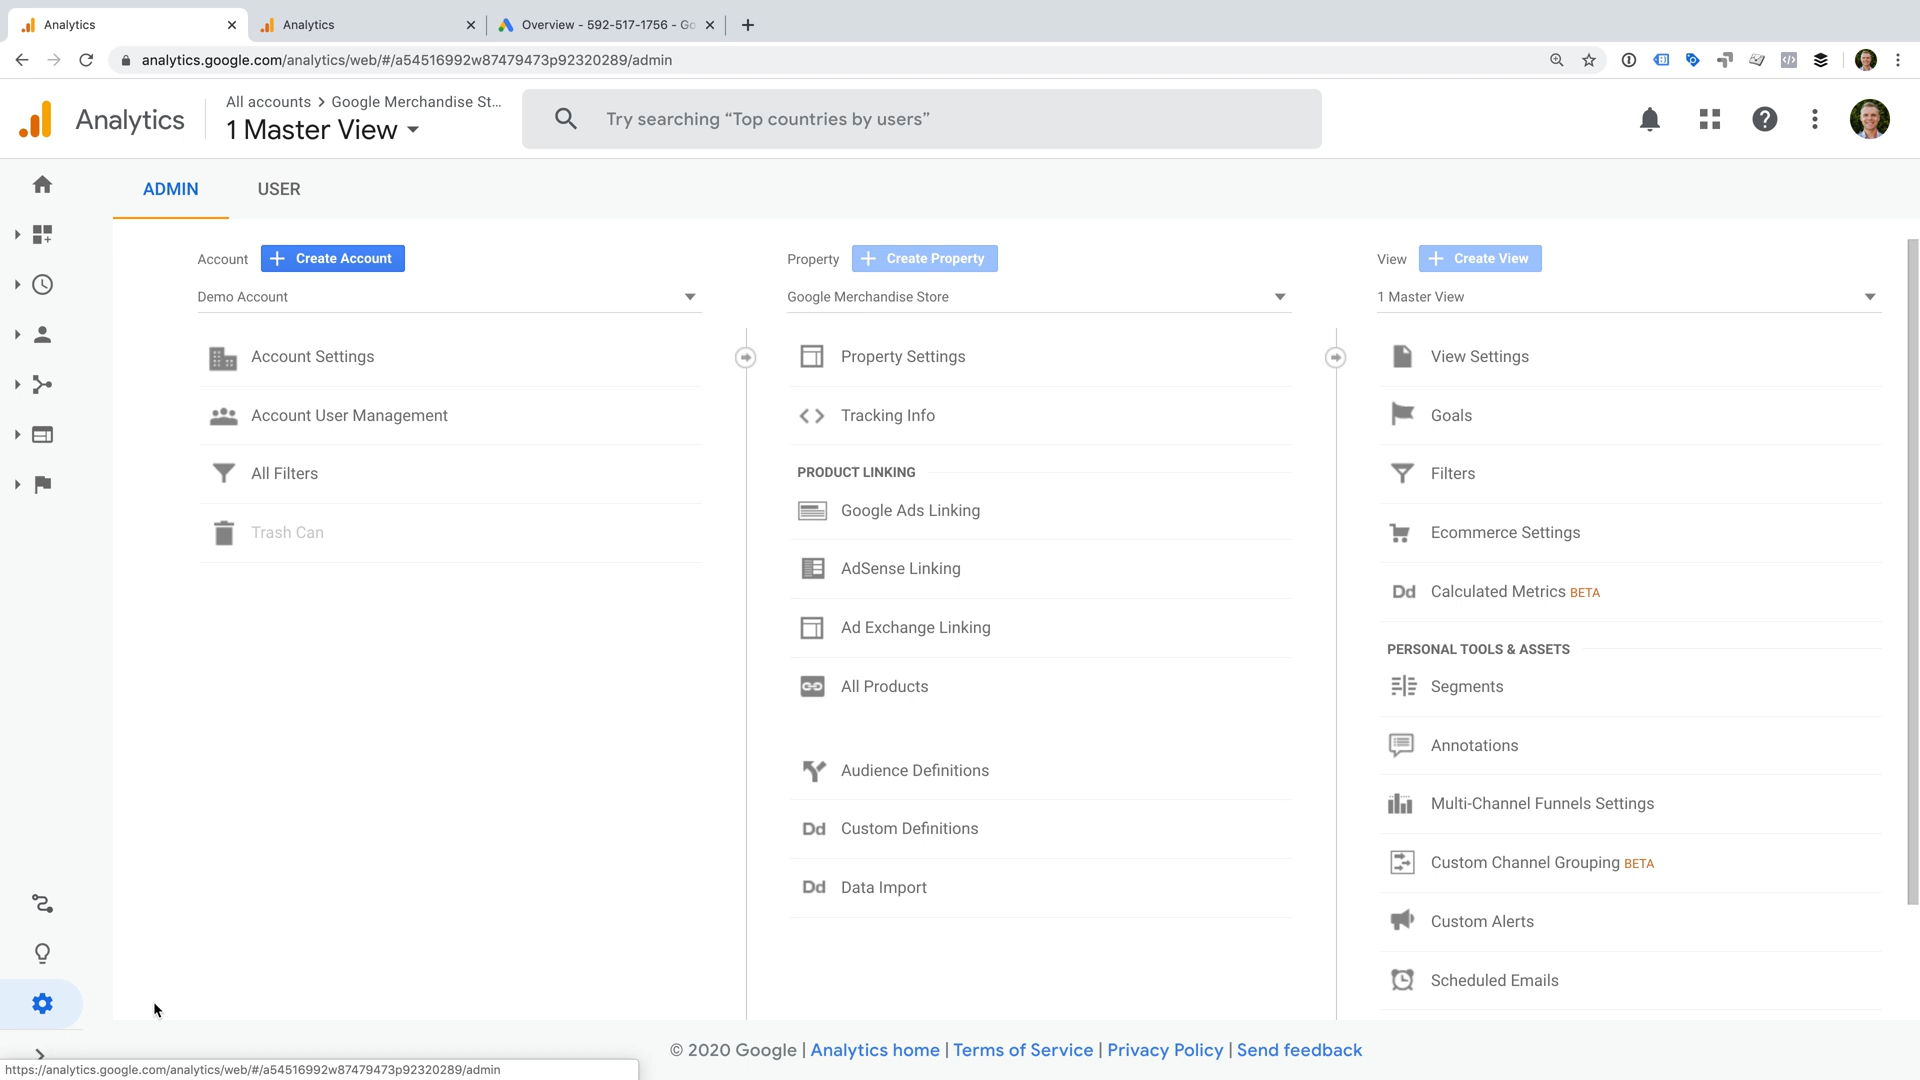 Analytics
Analytics
Overview - 592-517-1756 - Go
analytics.google.com/analytics/web/#/a54516992w87479473p92320289/admin
Analytics
All accounts > Google Merchandise St...
1 Master View
Try searching “Top countries by users”
ADMIN
USER
Account
Create Account
Demo Account
Account Settings
Account User Management
All Filters
Trash Can
Property
Create Property
Google Merchandise Store
Property Settings
Tracking Info
PRODUCT LINKING
Google Ads Linking
AdSense Linking
Ad Exchange Linking
All Products
Audience Definitions
Dd Custom Definitions
Dd Data Import
View
Create View
1 Master View
View Settings
Goals
Filters
Ecommerce Settings
Dd Calculated Metrics BETA
PERSONAL TOOLS & ASSETS
Segments
Annotations
Multi-Channel Funnels Settings
Custom Channel Grouping BETA
Custom Alerts
Scheduled Emails
© 2020 Google | Analytics home | Terms of Service | Privacy Policy | Send feedback
https://analytics.google.com/analytics/web/#/a54516992w87479473p92320289/admin